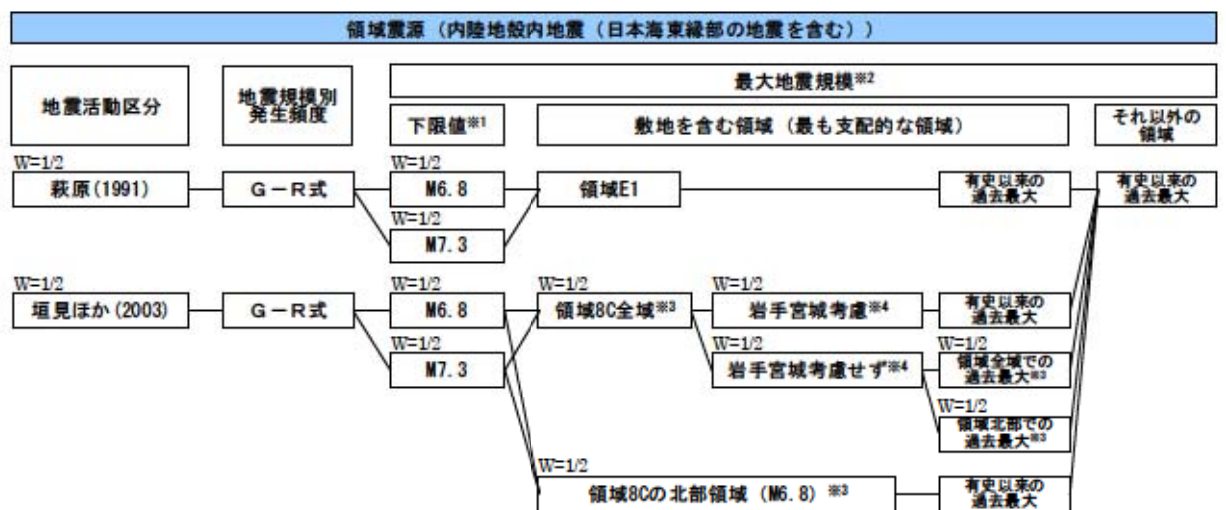 領域震源（内陸地殻内地震（日本海東縁部の地震を含む））
地震活動区分
地震規模別
発生頻度
最大地震規模※2
下限値※1
敷地を含む領域（最も支配的な領域）
それ以外の
領域
W=1/2
萩原(1991)
G－R式
W=1/2
M6.8
領域E1
有史以来の
過去最大
有史以来の
過去最大
W=1/2
M7.3
W=1/2
垣見ほか(2003)
G－R式
W=1/2
M6.8
W=1/2
領域8C全域※3
W=1/2
岩手宮城考慮※4
有史以来の
過去最大
W=1/2
M7.3
W=1/2
岩手宮城考慮せず※4
W=1/2
領域全域での
過去最大※3
W=1/2
領域北部での
過去最大※3
W=1/2
領域8Cの北部領域（M6.8）※3
有史以来の
過去最大